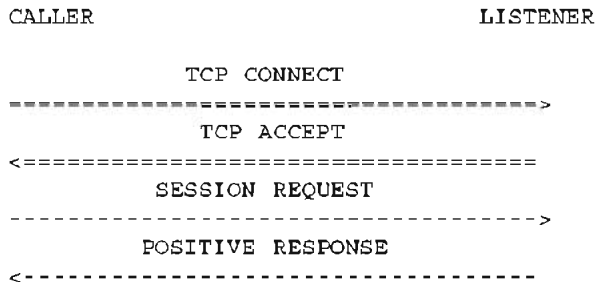 CALLER LISTENER
TCP CONNECT
====================================>
TCP ACCEPT
<===================================
SESSION REQUEST
------------------------------------>
POSITIVE RESPONSE
<-----------------------------------